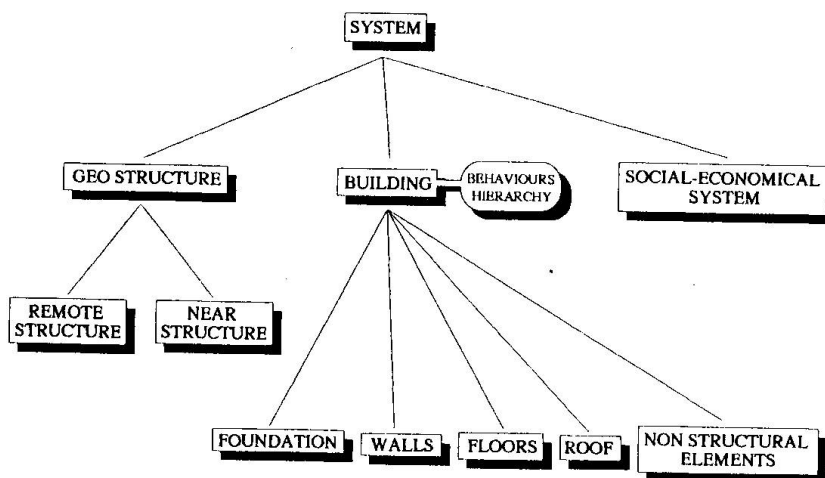 SYSTEM
GEO STRUCTURE
BUILDING
BEHAVIOURS
HIERARCHY
SOCIAL-ECONOMICAL
SYSTEM
REMOTE
STRUCTURE
NEAR
STRUCTURE
FOUNDATION
WALLS
FLOORS
ROOF
NON STRUCTURAL
ELEMENTS